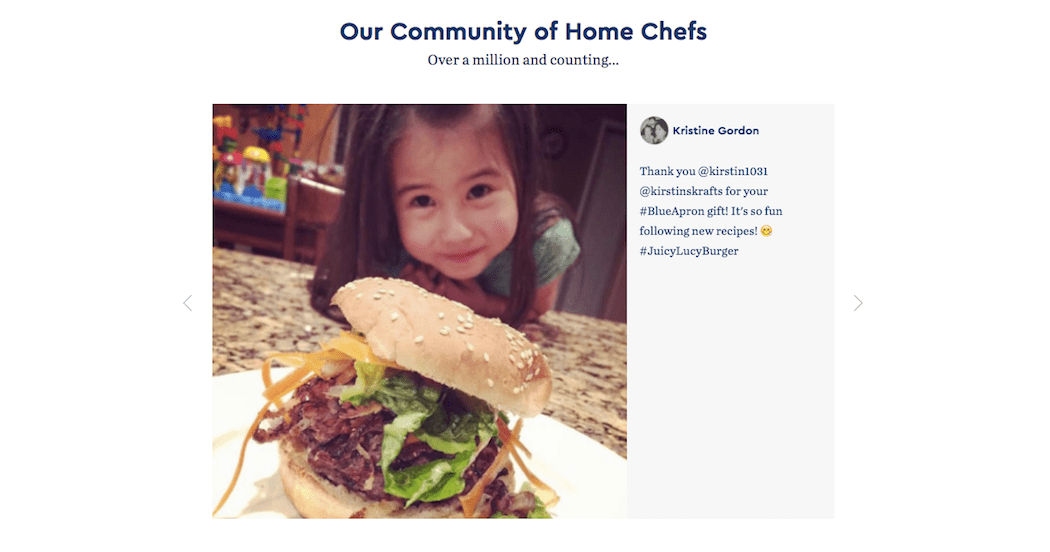 Our Community of Home Chefs
Over a million and counting...
Kristine Gordon
Thank you @kirstin1031
@kirstinskrafts for your
#BlueApron gift! It's so fun
following new recipes! 😁
#JuicyLucyBurger